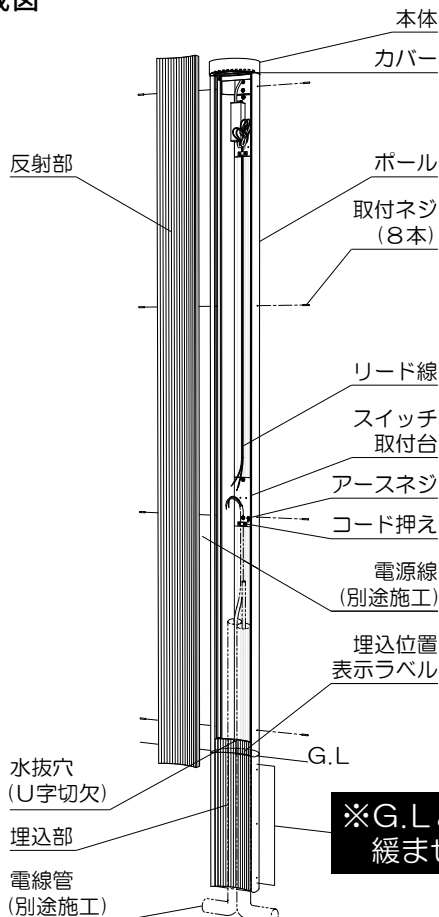 図
本体
カバー
反射部
ポール
取付ネジ
(8本)
リード線
スイッチ
取付台
アースネジ
コード押え
電源線
(別途施工)
埋込位置
表示ラベル
G.L
水抜穴
(U字切欠)
※G.L
緩ませ
埋込部
電線管
(別途施工)